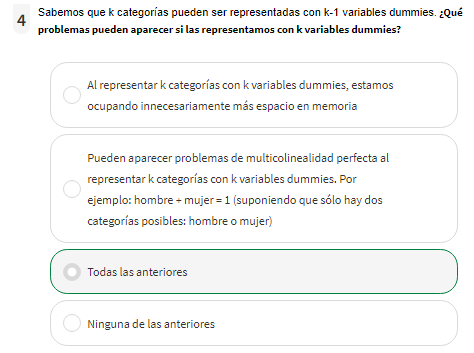 4
Sabemos que k categorías pueden ser representadas con k-1 variables dummies. ¿Qué
problemas pueden aparecer si las representamos con k variables dummies?
Al representar k categorías con k variables dummies, estamos
ocupando innecesariamente más espacio en memoria
Pueden aparecer problemas de multicolinealidad perfecta al
representar k categorías con k variables dummies. Por
ejemplo: hombre + mujer = 1 (suponiendo que sólo hay dos
categorías posibles: hombre o mujer)
Todas las anteriores
Ninguna de las anteriores